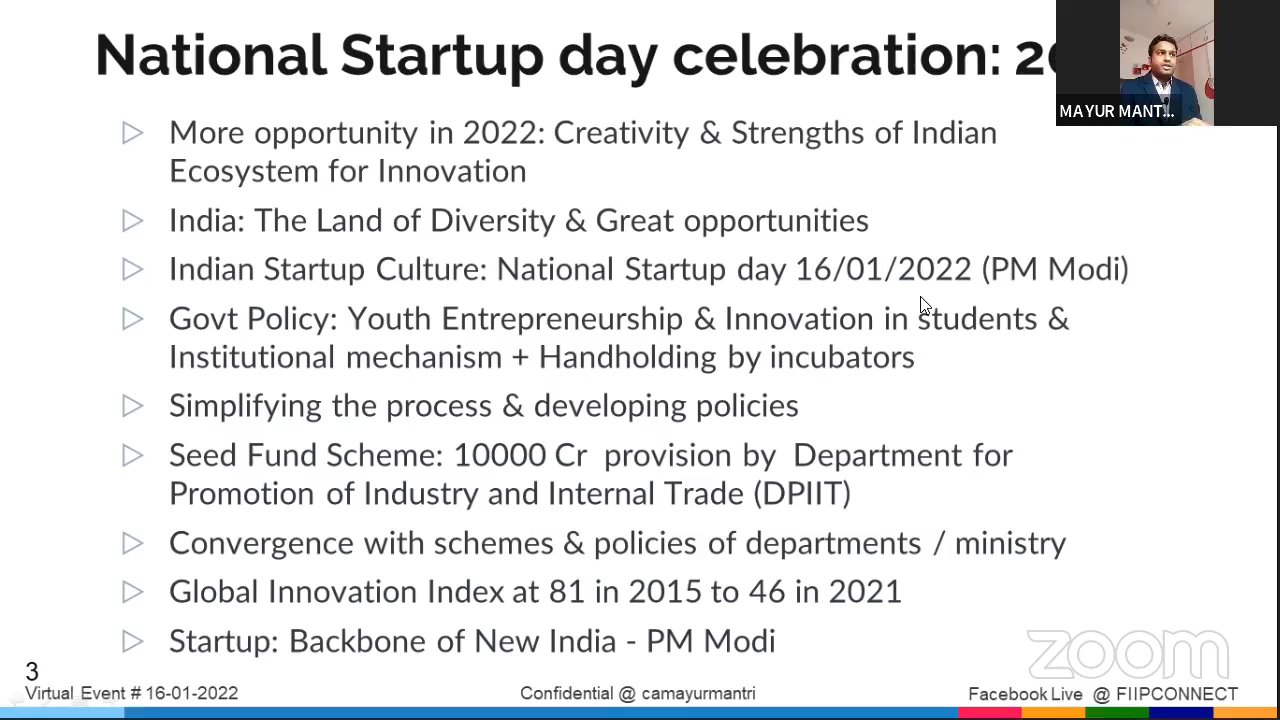 National Startup day celebration:
MAYUR MANT...
More opportunity in 2022: Creativity & Strengths of Indian
Ecosystem for Innovation
India: The Land of Diversity & Great opportunities
Indian Startup Culture: National Startup day 16/01/2022 (PM Modi)
Govt Policy: Youth Entrepreneurship & Innovation in students &
Institutional mechanism + Handholding by incubators
Simplifying the process & developing policies
Seed Fund Scheme: 10000 Cr provision by Department for
Promotion of Industry and Internal Trade (DPIIT)
Convergence with schemes & policies of departments / ministry
Global Innovation Index at 81 in 2015 to 46 in 2021
Startup: Backbone of New India - PM Modi
zoom
3
Virtual Event # 16-01-2022
Confidential @ camayurmantri
Facebook Live @ FIIPCONNECT